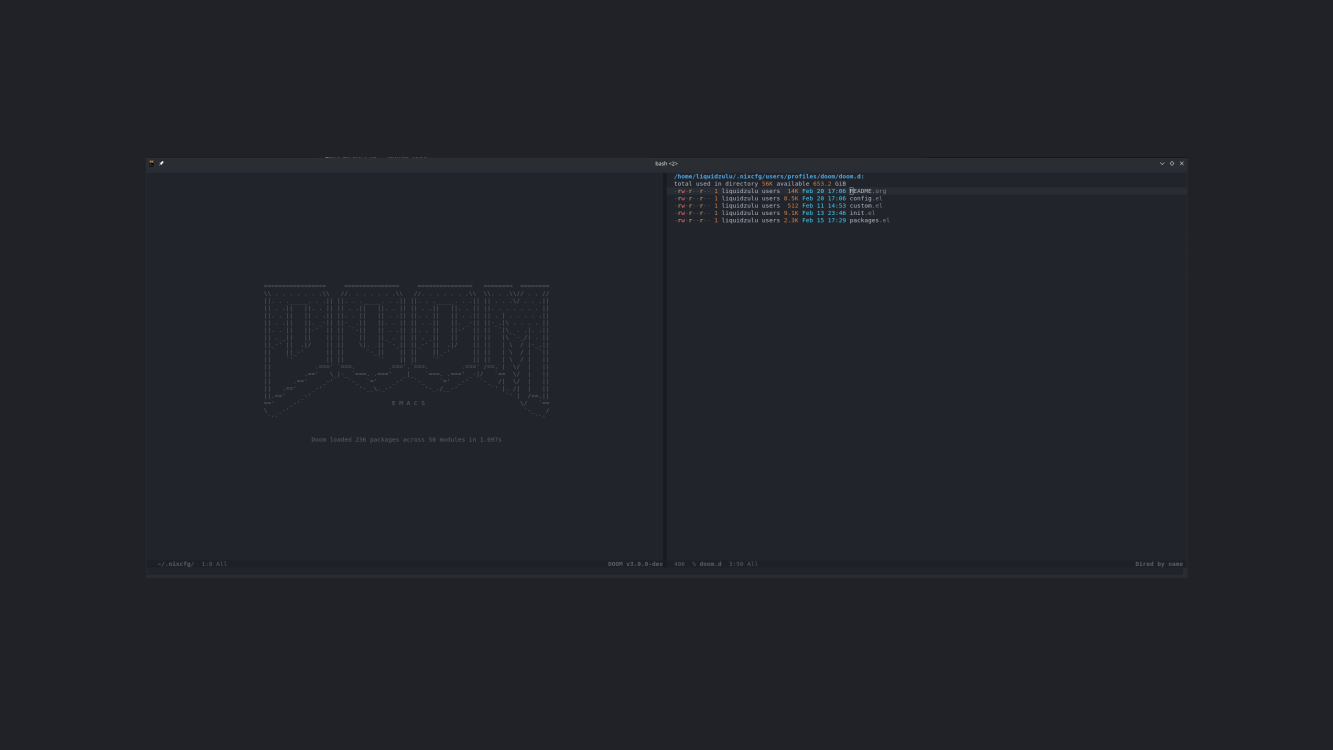 bash <2>
/home/liquidzulu/.nixcfg/users/profiles/doom/doom.d:
total used in directory 56K available 653.2 GiB
-rw-r--r-- 1 liquidzulu users  14K Feb 20 17:06 README.org
-rw-r--r-- 1 liquidzulu users 8.5K Feb 20 17:06 config.el
-rw-r--r-- 1 liquidzulu users  512 Feb 11 14:53 custom.el
-rw-r--r-- 1 liquidzulu users 9.1K Feb 13 23:46 init.el
-rw-r--r-- 1 liquidzulu users 2.3K Feb 15 17:29 packages.el
E M A C S
Doom loaded 236 packages across 50 modules in 1.097s
~/.nixcfg/ 1:0 All
DOOM v3.0.0-dev
486 % doom.d 3:50 All
Dired by name